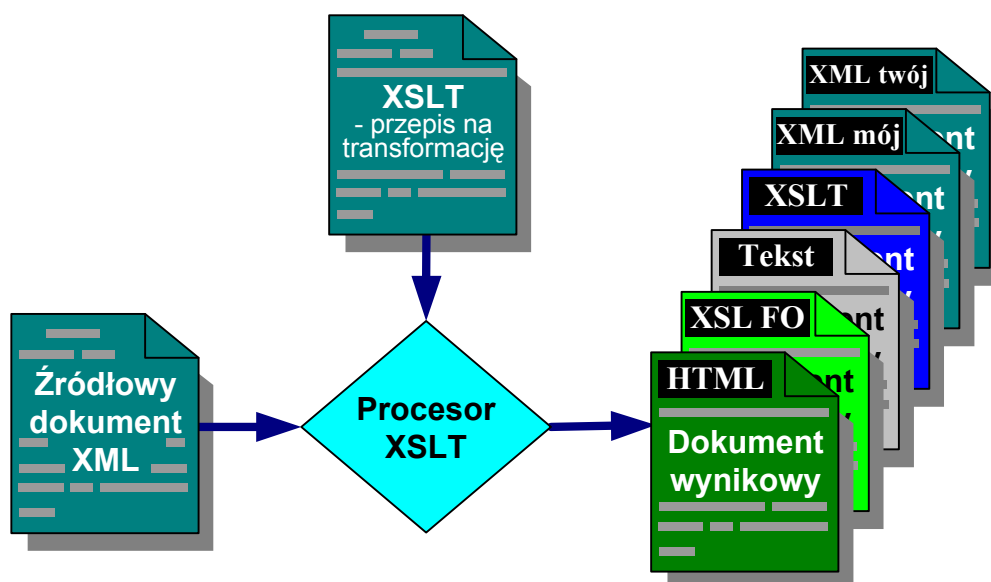 XSLT
- przepis na
transformację
Źródłowy
dokument
XML
Procesor
XSLT
XML twój
XML mój
XSLT
Tekst
XSL FO
HTML
Dokument
wynikowy